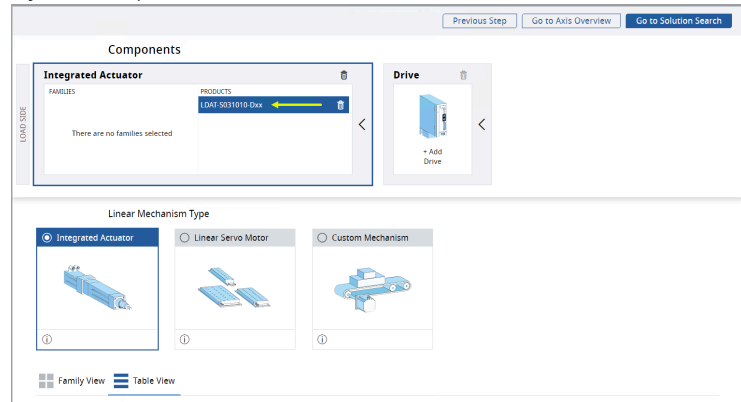 Previous Step
Go to Axis Overview
Go to Solution Search
Components
LOAD SIDE
Integrated Actuator
FAMILIES
PRODUCTS
LDAT-S031010-Dxx
There are no families selected
Drive
+ Add
Drive
Linear Mechanism Type
Integrated Actuator
Linear Servo Motor
Custom Mechanism
Family View
Table View